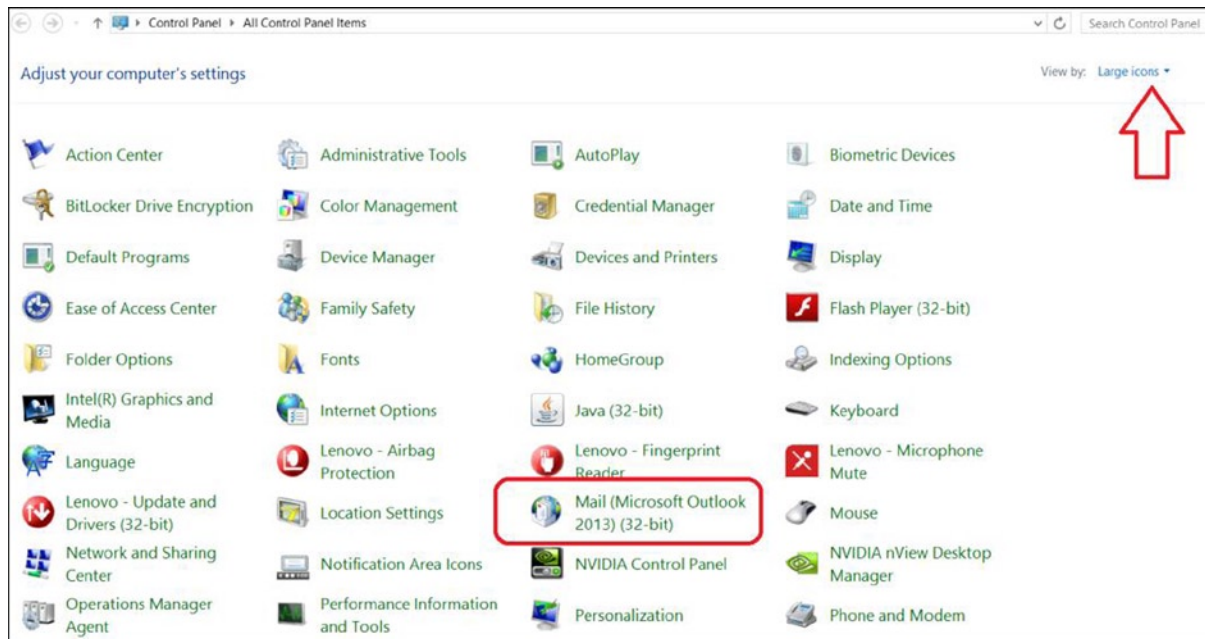 Control Panel All Control Panel Items
Search Control Panel
Adjust your computer's settings
View by: Large icons
Action Center
Administrative Tools
AutoPlay
Biometric Devices
BitLocker Drive Encryption
Color Management
Credential Manager
Date and Time
Default Programs
Device Manager
Devices and Printers
Display
Ease of Access Center
Family Safety
File History
Flash Player (32-bit)
Folder Options
Fonts
HomeGroup
Indexing Options
Intel(R) Graphics and
Media
Internet Options
Java (32-bit)
Keyboard
Language
Lenovo - Airbag
Protection
Lenovo - Fingerprint
Reader
Lenovo - Microphone
Mute
Lenovo - Update and
Drivers (32-bit)
Location Settings
Mail (Microsoft Outlook
2013) (32-bit)
Mouse
Network and Sharing
Center
Notification Area Icons
NVIDIA Control Panel
NVIDIA nView Desktop
Manager
Operations Manager
Agent
Performance Information
and Tools
Personalization
Phone and Modem